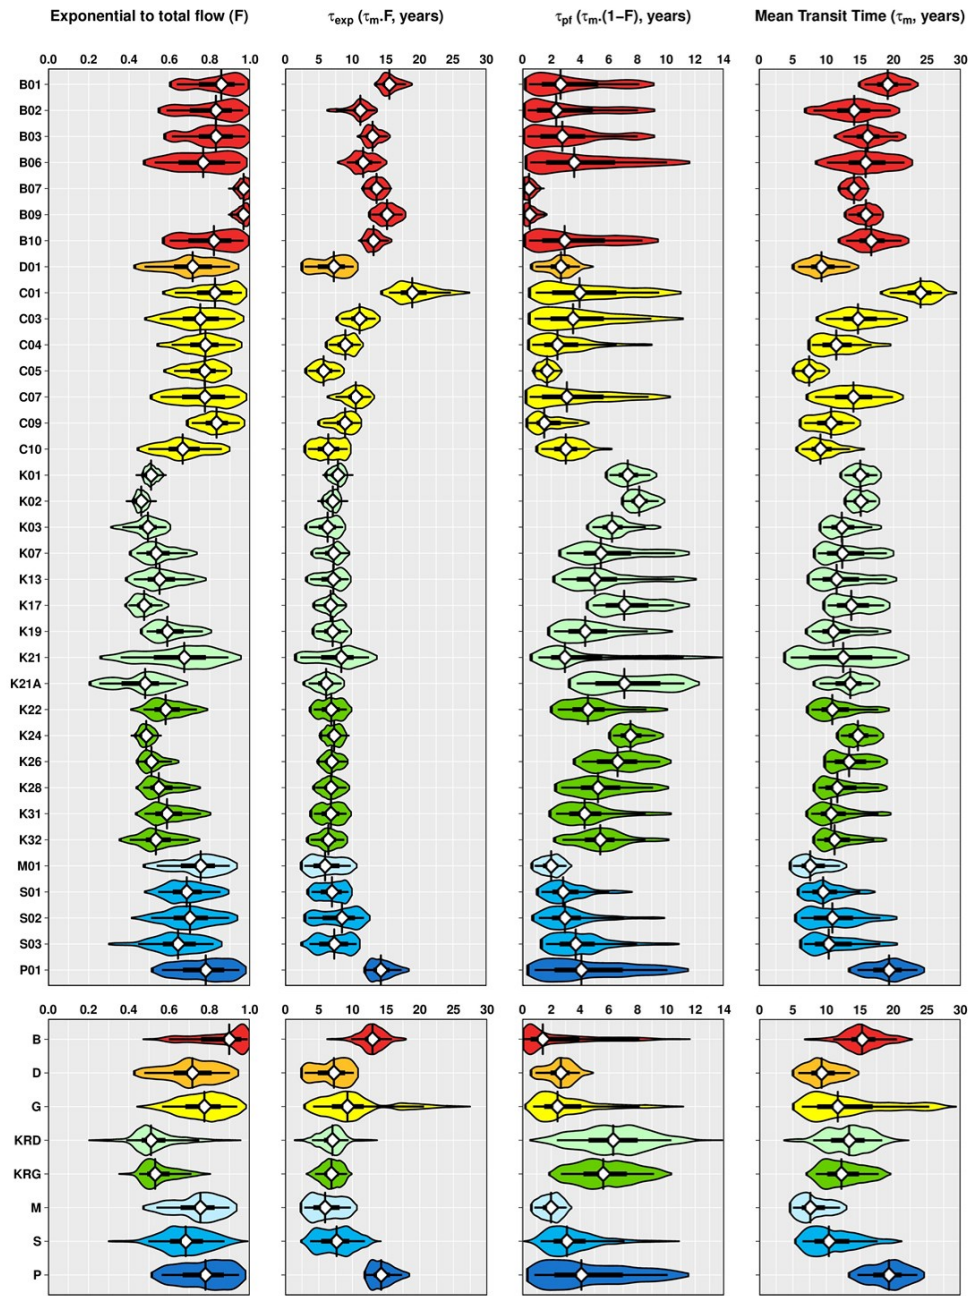 Exponential to total flow (F) τexp (τm.F, years) τpf (τm.(1−F), years) Mean Transit Time (τm, years)
0.0 0.2 0.4 0.6 0.8 1.0 0 5 10 15 20 25 30 0 2 4 6 8 10 12 14 0 5 10 15 20 25 30
B01
B02
B03
B06
B07
B09
B10
D01
C01
C03
C04
C05
C07
C09
C10
K01
K02
K03
K07
K13
K17
K19
K21
K21A
K22
K24
K26
K28
K31
K32
M01
S01
S02
S03
P01
0.0 0.2 0.4 0.6 0.8 1.0 0 5 10 15 20 25 30 0 2 4 6 8 10 12 14 0 5 10 15 20 25 30
B
D
G
KRD
KRG
M
S
P